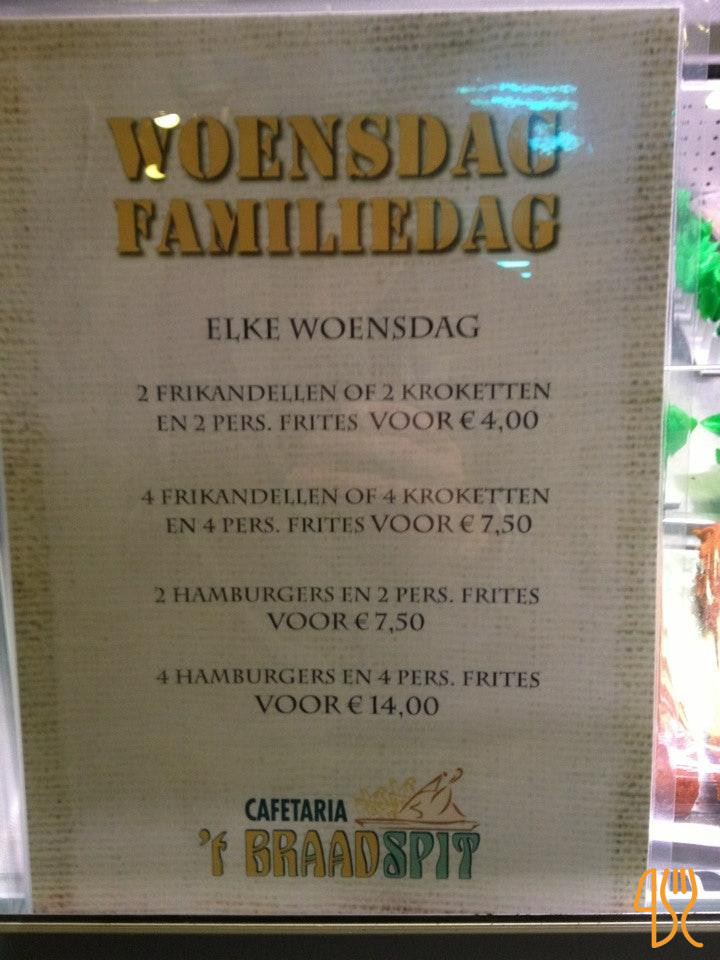 WOENSDAG
FAMILIEDAG
ELKE WOENSDAG
2 FRIKANDELLEN OF 2 KROKETTEN
EN 2 PERS. FRITES VOOR € 4,00
4 FRIKANDELLEN OF 4 KROKETTEN
EN 4 PERS. FRITES VOOR € 7,50
2 HAMBURGERS EN 2 PERS. FRITES
VOOR € 7,50
4 HAMBURGERS EN 4 PERS. FRITES
VOOR € 14,00
CAFETARIA
't BRAADSPIT